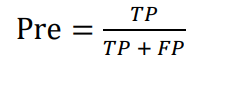 Pre = TP / TP + FP